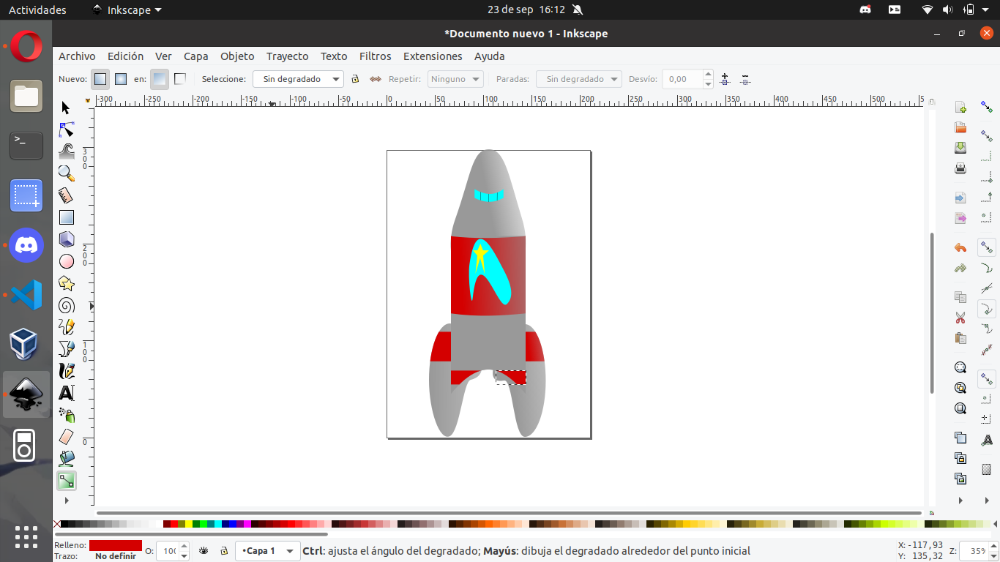 Actividades Inkscape 23 de sep 16:12
*Documento nuevo 1 - Inkscape
Archivo Edición Ver Capa Objeto Trayecto Texto Filtros Extensiones Ayuda
Nuevo: en: Seleccione: Sin degradado Repetir: Ninguno Paradas: Sin degradado Desvío: 0,00
-300 -250 -200 -150 -100 -50 0 50 100 150 200 250 300 350 400 450 500
300
200
100
0
Relleno: O: 100 •Capa 1 Ctrl: ajusta el ángulo del degradado; Mayús: dibuja el degradado alrededor del punto inicial X: -117,93 Z: 35%
Trazo: No definir Y: 135,32